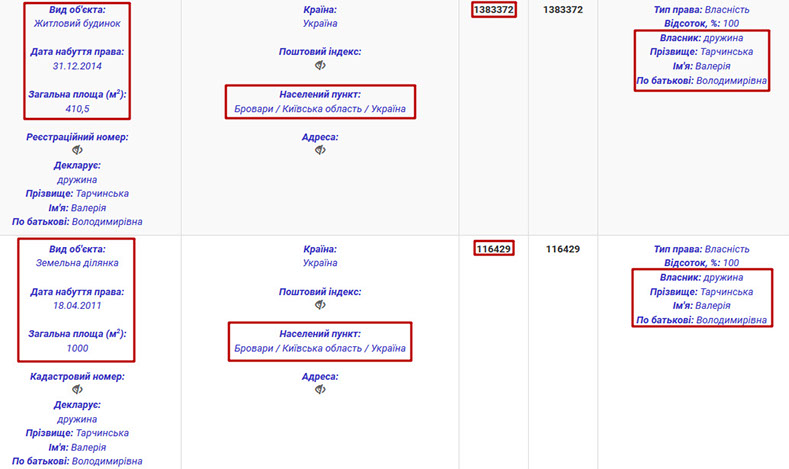 Вид об'єкта:
Житловий будинок
Дата набуття права:
31.12.2014
Загальна площа (м²):
410,5
Реєстраційний номер:
Декларує:
дружина
Прізвище: Тарчинська
Ім'я: Валерія
По батькові: Володимирівна
Країна:
Україна
Поштовий індекс:
Населений пункт:
Бровари / Київська область / Україна
Адреса:
1383372
1383372
Тип права: Власність
Відсоток, %: 100
Власник: дружина
Прізвище: Тарчинська
Ім'я: Валерія
По батькові: Володимирівна
Вид об'єкта:
Земельна ділянка
Дата набуття права:
18.04.2011
Загальна площа (м²):
1000
Кадастровий номер:
Декларує:
дружина
Прізвище: Тарчинська
Ім'я: Валерія
По батькові: Володимирівна
Країна:
Україна
Поштовий індекс:
Населений пункт:
Бровари / Київська область / Україна
Адреса:
116429
116429
Тип права: Власність
Відсоток, %: 100
Власник: дружина
Прізвище: Тарчинська
Ім'я: Валерія
По батькові: Володимирівна